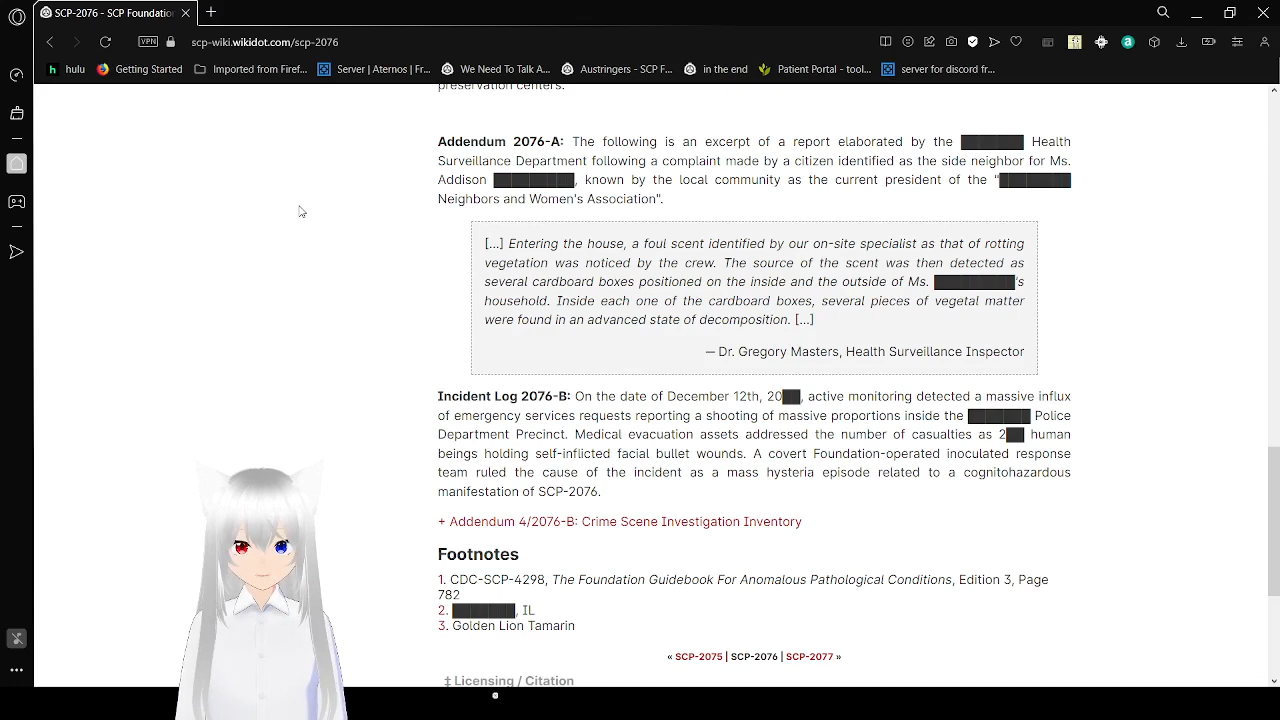 SCP-2076 - SCP Foundation
scp-wiki.wikidot.com/scp-2076
VPN
hulu
Getting Started
Imported from Firef...
Server | Aternos | Fr...
We Need To Talk A...
Austringers - SCP F...
in the end
Patient Portal - tool...
server for discord fr...
preservation centers.
Addendum 2076-A: The following is an excerpt of a report elaborated by the Health
Surveillance Department following a complaint made by a citizen identified as the side neighbor for Ms.
Addison , known by the local community as the current president of the "
Neighbors and Women's Association".
[...] Entering the house, a foul scent identified by our on-site specialist as that of rotting
vegetation was noticed by the crew. The source of the scent was then detected as
several cardboard boxes positioned on the inside and the outside of Ms. 's
household. Inside each one of the cardboard boxes, several pieces of vegetal matter
were found in an advanced state of decomposition. [...]
— Dr. Gregory Masters, Health Surveillance Inspector
Incident Log 2076-B: On the date of December 12th, 20██, active monitoring detected a massive influx
of emergency services requests reporting a shooting of massive proportions inside the Police
Department Precinct. Medical evacuation assets addressed the number of casualties as 2██ human
beings holding self-inflicted facial bullet wounds. A covert Foundation-operated inoculated response
team ruled the cause of the incident as a mass hysteria episode related to a cognitohazardous
manifestation of SCP-2076.
+ Addendum 4/2076-B: Crime Scene Investigation Inventory
Footnotes
1. CDC-SCP-4298, The Foundation Guidebook For Anomalous Pathological Conditions, Edition 3, Page
782
2. , IL
3. Golden Lion Tamarin
« SCP-2075 | SCP-2076 | SCP-2077 »
‡ Licensing / Citation